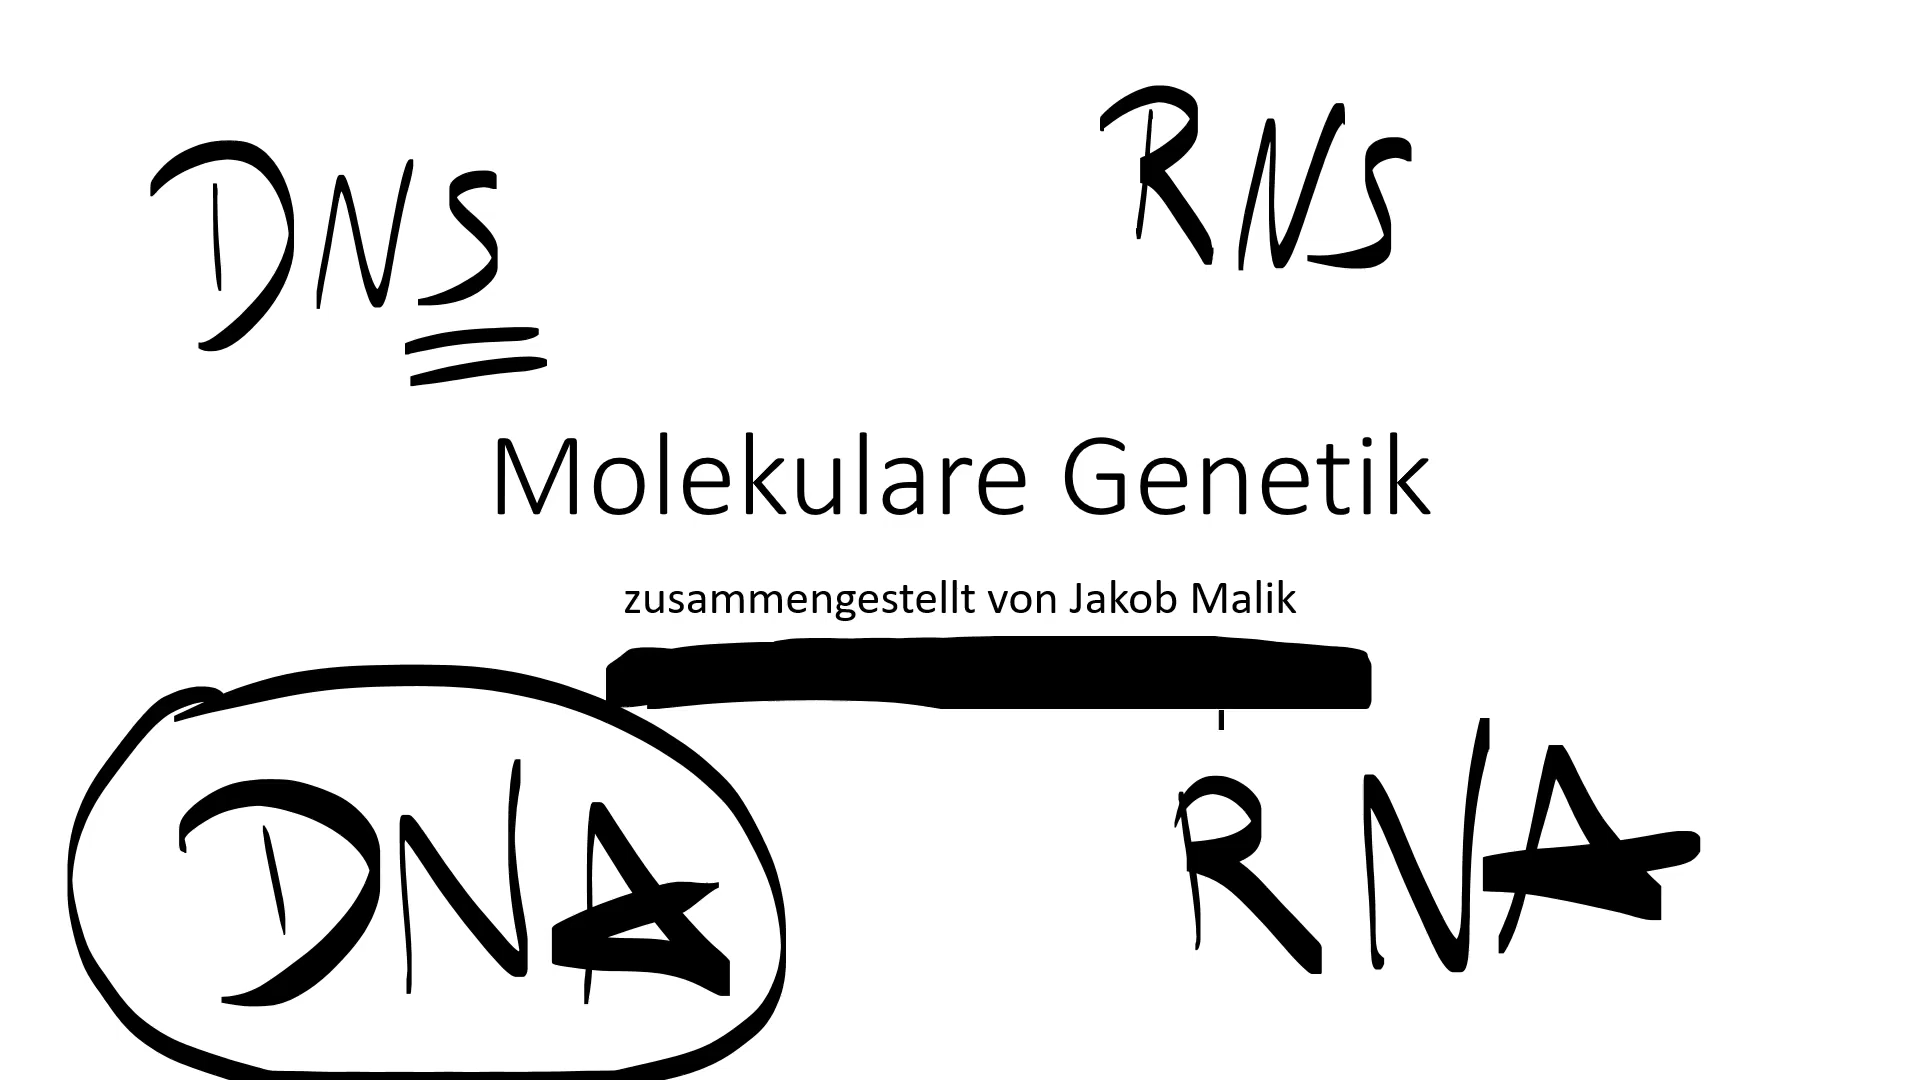 DNS
RNS
Molekulare Genetik
zusammengestellt von Jakob Malik
DNA
RNA